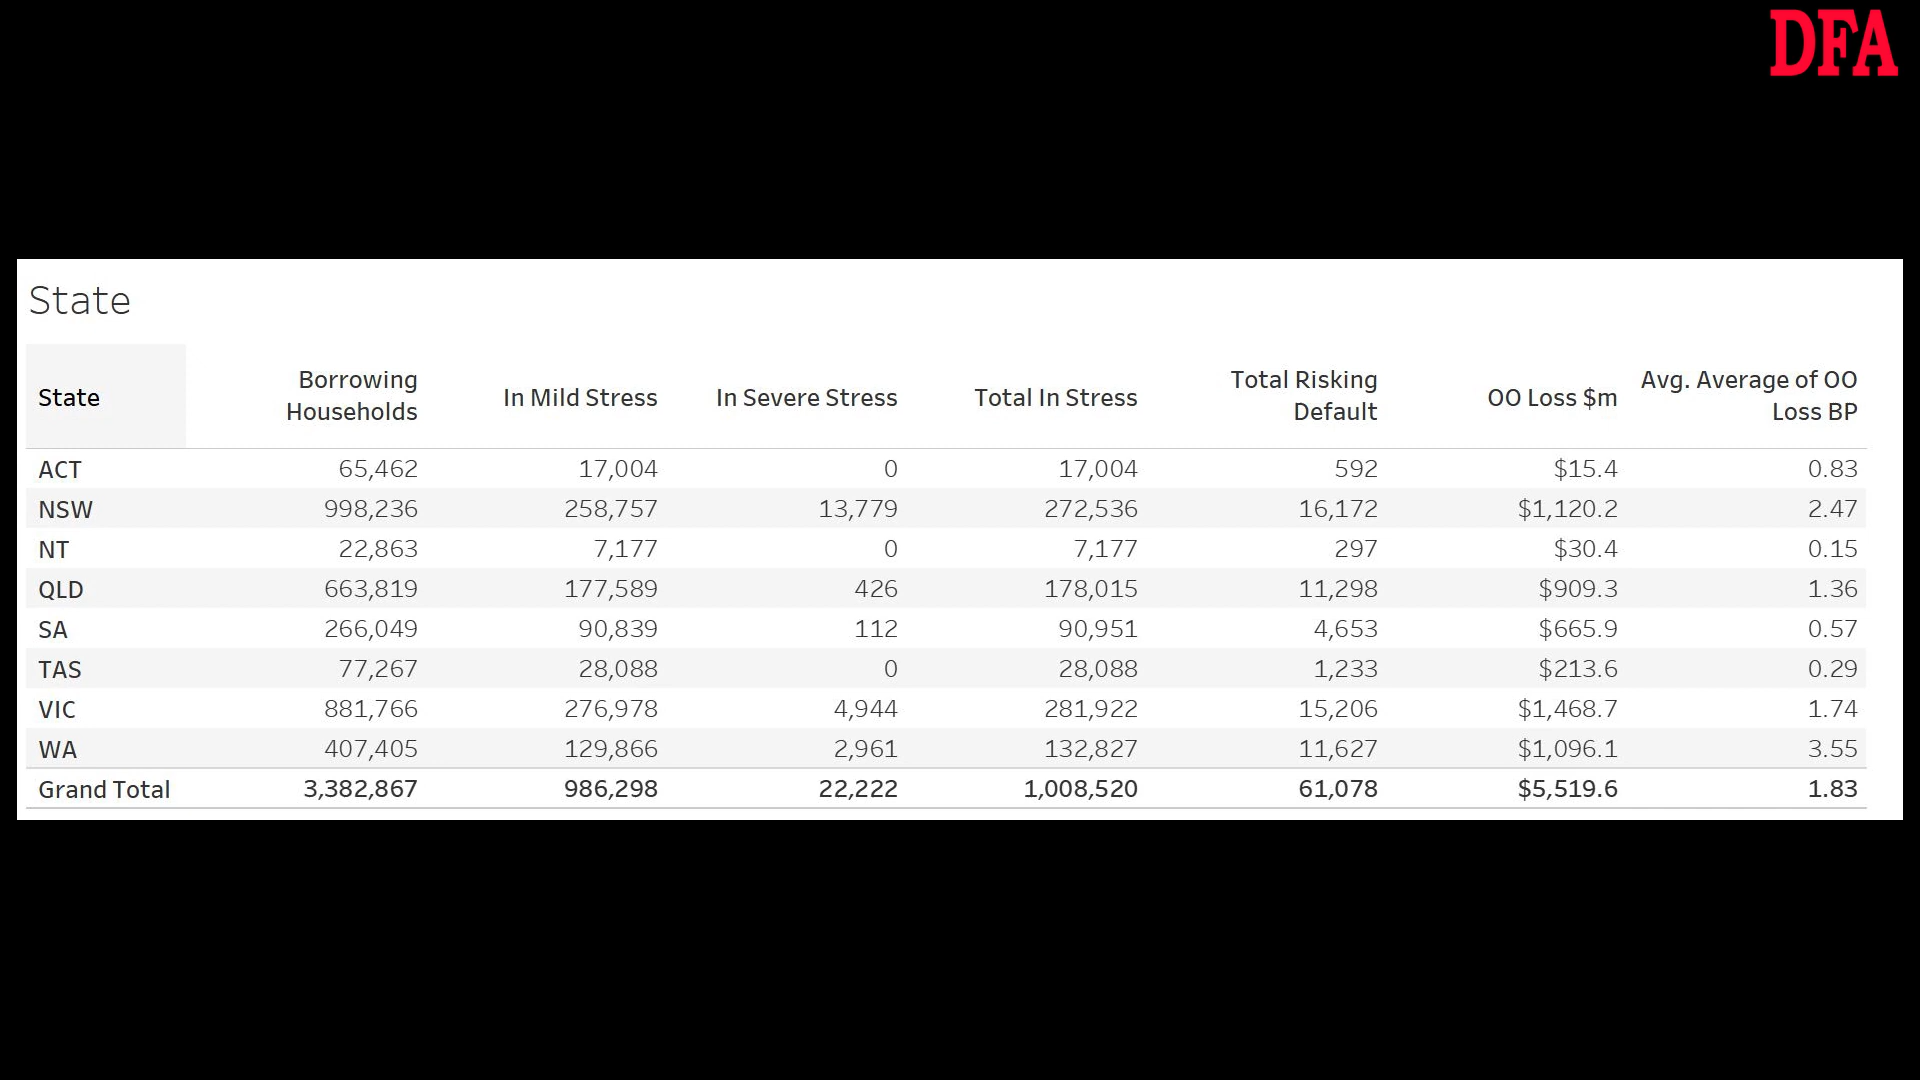 DFA
State
State Borrowing Households In Mild Stress In Severe Stress Total In Stress Total Risking Default OO Loss $m Avg. Average of OO Loss BP
ACT 65,462 17,004 0 17,004 592 $15.4 0.83
NSW 998,236 258,757 13,779 272,536 16,172 $1,120.2 2.47
NT 22,863 7,177 0 7,177 297 $30.4 0.15
QLD 663,819 177,589 426 178,015 11,298 $909.3 1.36
SA 266,049 90,839 112 90,951 4,653 $665.9 0.57
TAS 77,267 28,088 0 28,088 1,233 $213.6 0.29
VIC 881,766 276,978 4,944 281,922 15,206 $1,468.7 1.74
WA 407,405 129,866 2,961 132,827 11,627 $1,096.1 3.55
Grand Total 3,382,867 986,298 22,222 1,008,520 61,078 $5,519.6 1.83